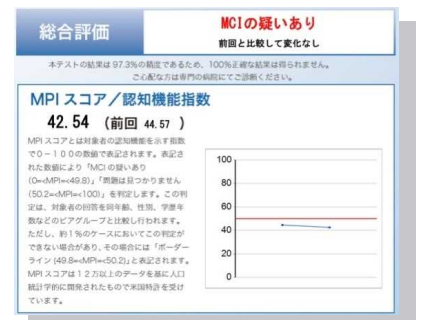 総合評価
MCIの疑いあり
前回と比較して変化なし
本テストの結果は 97.3%の精度であるため、100%正確な結果は得られません。
ご心配な方は専門の病院にてご診断ください。
MPI スコア／認知機能指数
42.54 （前回 44.57 ）
MPI スコアとは対象者の認知機能を示す指数
で０－１００の数値で表記されます。表記さ
れた数値により「MCI の疑いあり
(0=<MPI=<49.8)」「問題は見つかりません
(50.2=<MPI=<100)」を判定します。この判
定は、対象者の回答を同年齢、性別、学歴年
数などのピアグループと比較し行われます。
ただし、約１％のケースにおいてこの判定が
できない場合があり、その場合には「ボーダー
ライン (49.8=<MPI=<50.2)」と表記されます。
MPI スコアは１２万以上のデータを基に人口
統計学的に開発されたもので米国特許を受け
ています。
100
80
60
40
20
0